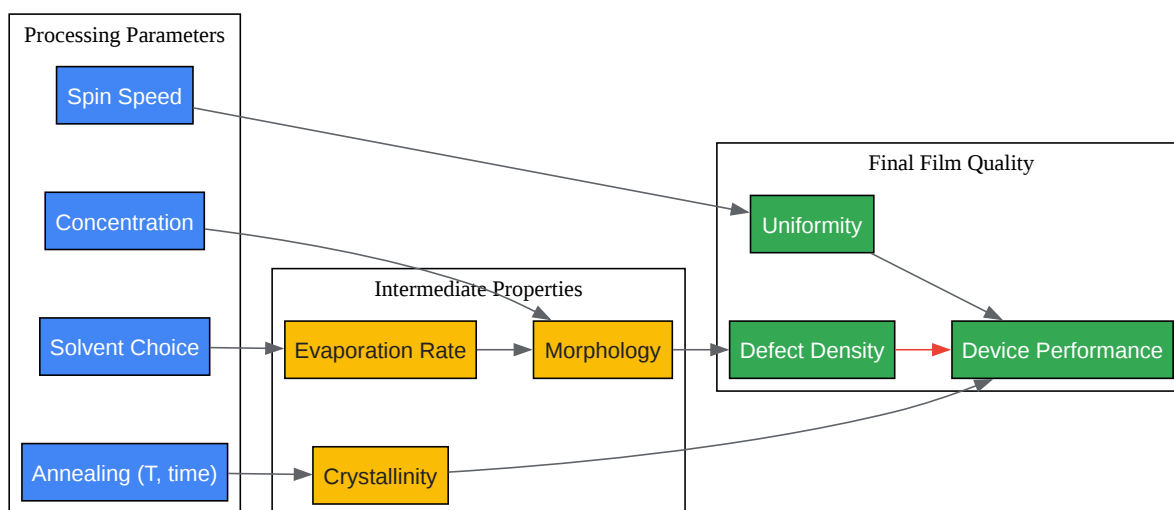 Processing Parameters
Spin Speed
Concentration
Solvent Choice
Annealing (T, time)
Intermediate Properties
Evaporation Rate
Morphology
Crystallinity
Final Film Quality
Uniformity
Defect Density
Device Performance